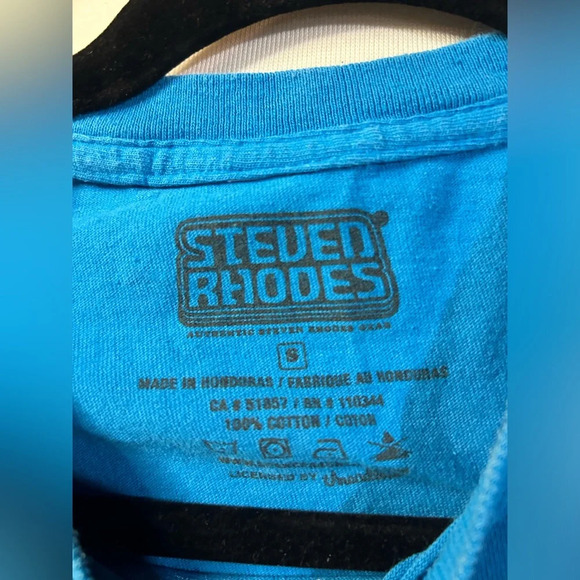 STEVEN
RHODES
AUTHENTIC STEVEN RHODES GEAR
S
MADE IN HONDURAS / FABRIQUE AU HONDURAS
CA # 51857 / RN # 110344
100% COTTON / COTON
LICENSED BY